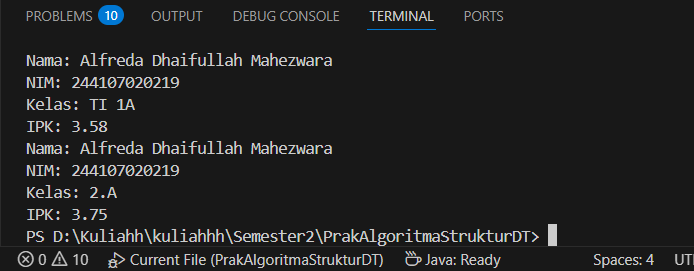 PROBLEMS 10 OUTPUT DEBUG CONSOLE TERMINAL PORTS
Nama: Alfreda Dhaifullah Mahezwara
NIM: 244107020219
Kelas: TI 1A
IPK: 3.58
Nama: Alfreda Dhaifullah Mahezwara
NIM: 244107020219
Kelas: 2.A
IPK: 3.75
PS D:\Kuliahh\kuliahhh\Semester2\PrakAlgoritmaStrukturDT>
0 10 Current File (PrakAlgoritmaStrukturDT) Java: Ready Spaces: 4 UT